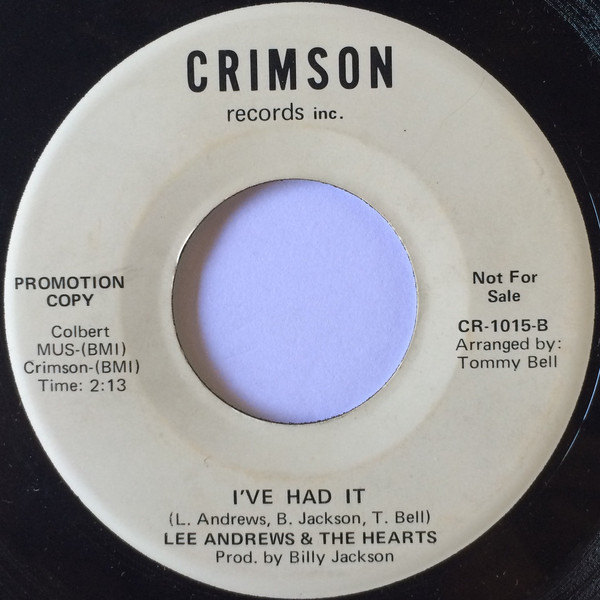 CRIMSON
records inc.
PROMOTION
COPY
Colbert
MUS-(BMI)
Crimson-(BMI)
Time: 2:13
Not For
Sale
CR-1015-B
Arranged by:
Tommy Bell
I'VE HAD IT
(L. Andrews, B. Jackson, T. Bell)
LEE ANDREWS & THE HEARTS
Prod. by Billy Jackson